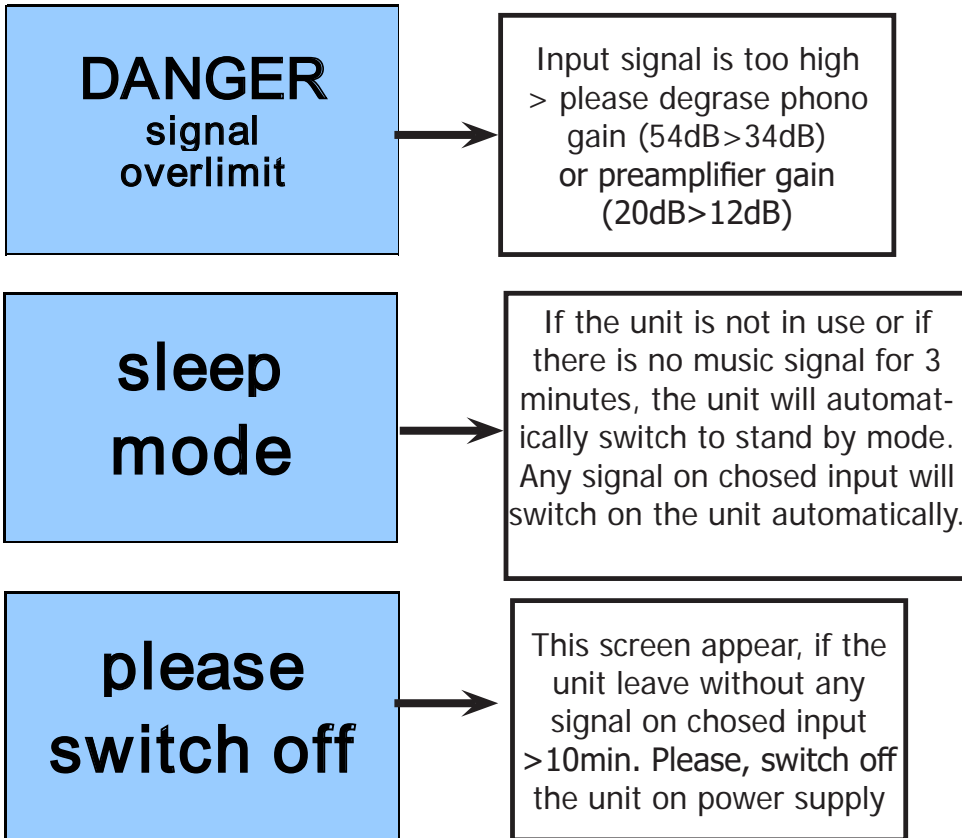 DANGER
signal
overlimit
Input signal is too high
> please degrase phono
gain (54dB>34dB)
or preamplifier gain
(20dB>12dB)
sleep
mode
If the unit is not in use or if
there is no music signal for 3
minutes, the unit will automat-
ically switch to stand by mode.
Any signal on chosed input will
switch on the unit automatically.
please
switch off
This screen appear, if the
unit leave without any
signal on chosed input
>10min. Please, switch off
the unit on power supply